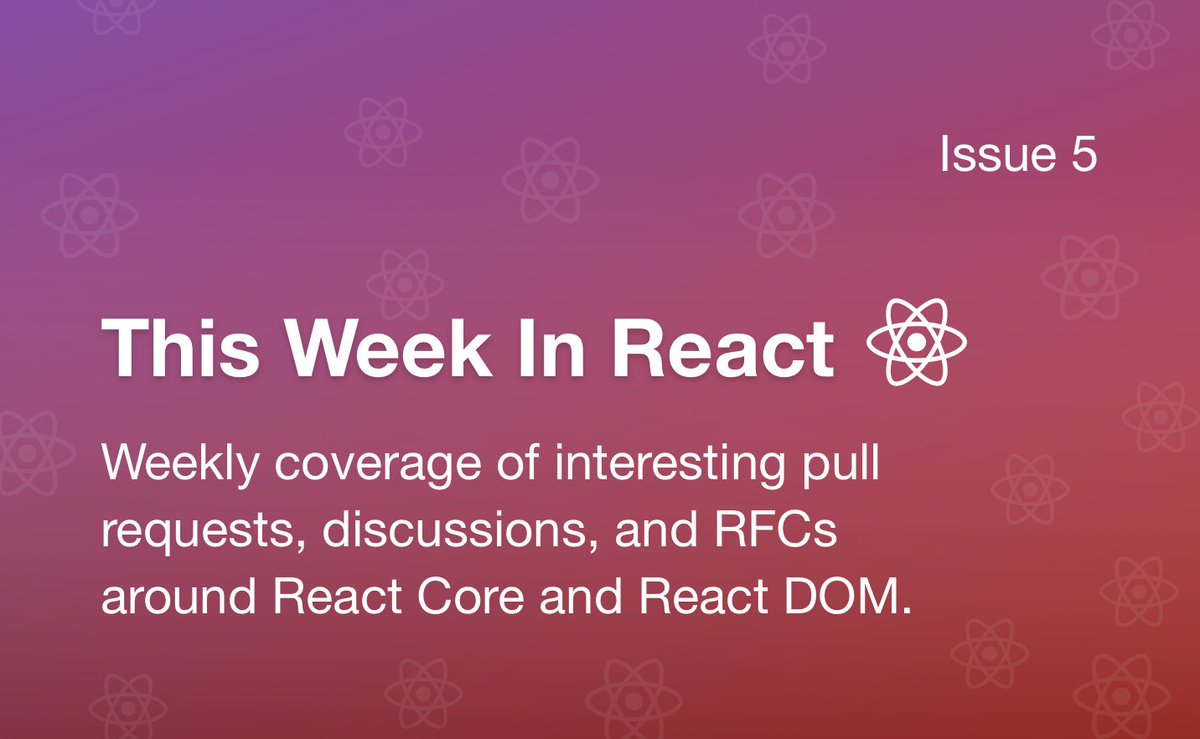 Issue 5
This Week In React
Weekly coverage of interesting pull
requests, discussions, and RFCs
around React Core and React DOM.